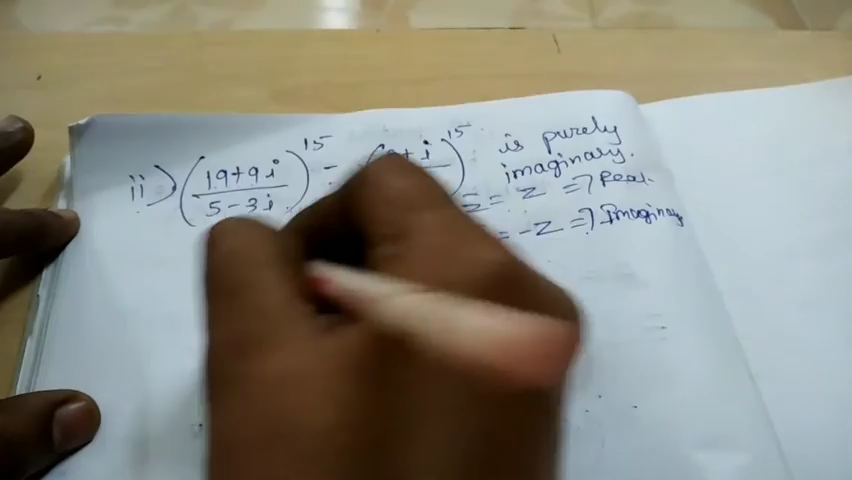 ii) (19+9i / 5-3i)^15 - ( +i )^15 is purely
imaginary.
z = z => Real.
= -z => Imaginary